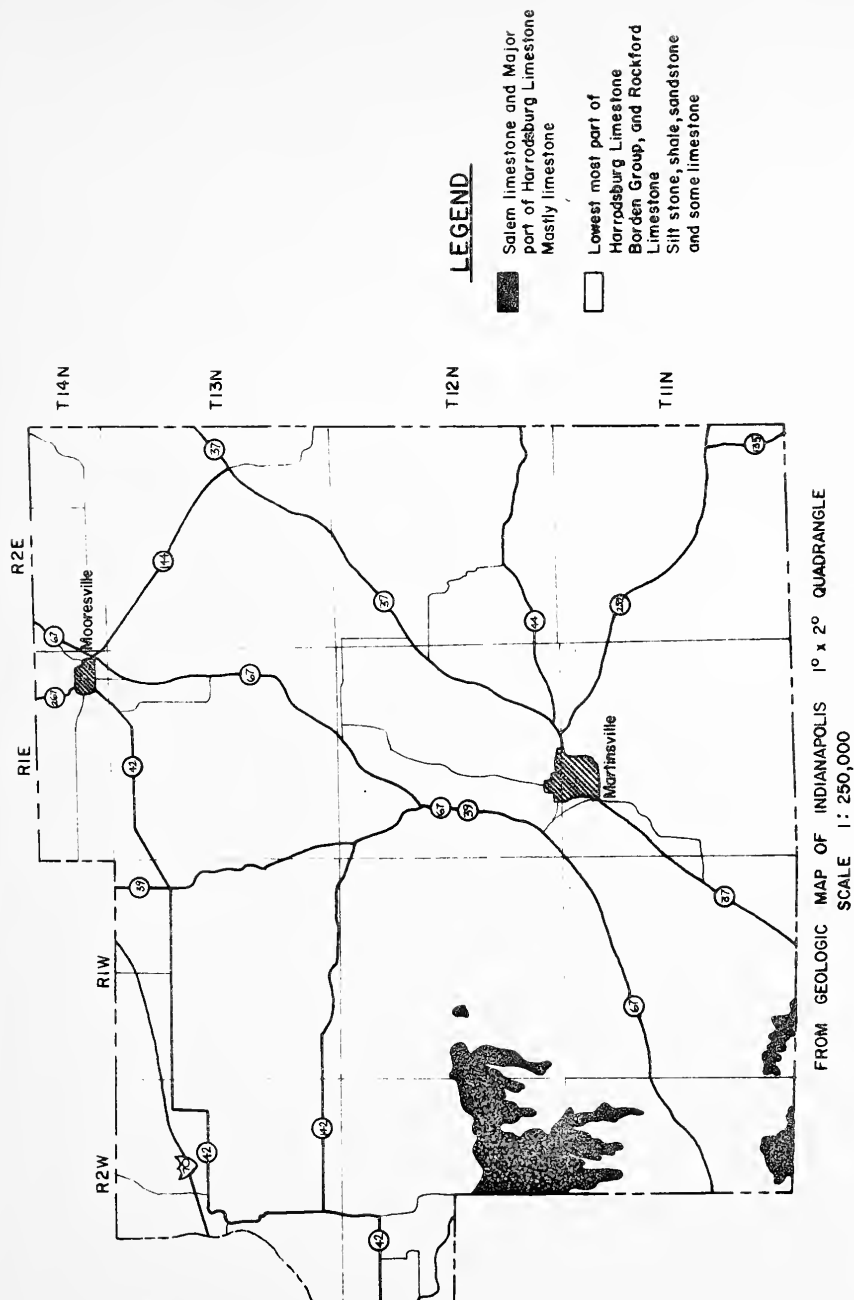 R2W
R1W
R1E
R2E
T14N
T13N
T12N
T11N
70
39
267
67
Mooresville
42
144
37
42
67
42
42
67
39
37
44
252
135
Martinsville
67
37
FROM GEOLOGIC MAP OF INDIANAPOLIS 1° x 2° QUADRANGLE
SCALE 1: 250,000
LEGEND
Salem limestone and Major
part of Harrodsburg Limestone
Mostly limestone
Lowest most part of
Harrodsburg Limestone
Borden Group, and Rockford
Limestone
Silt stone, shale, sandstone
and some limestone